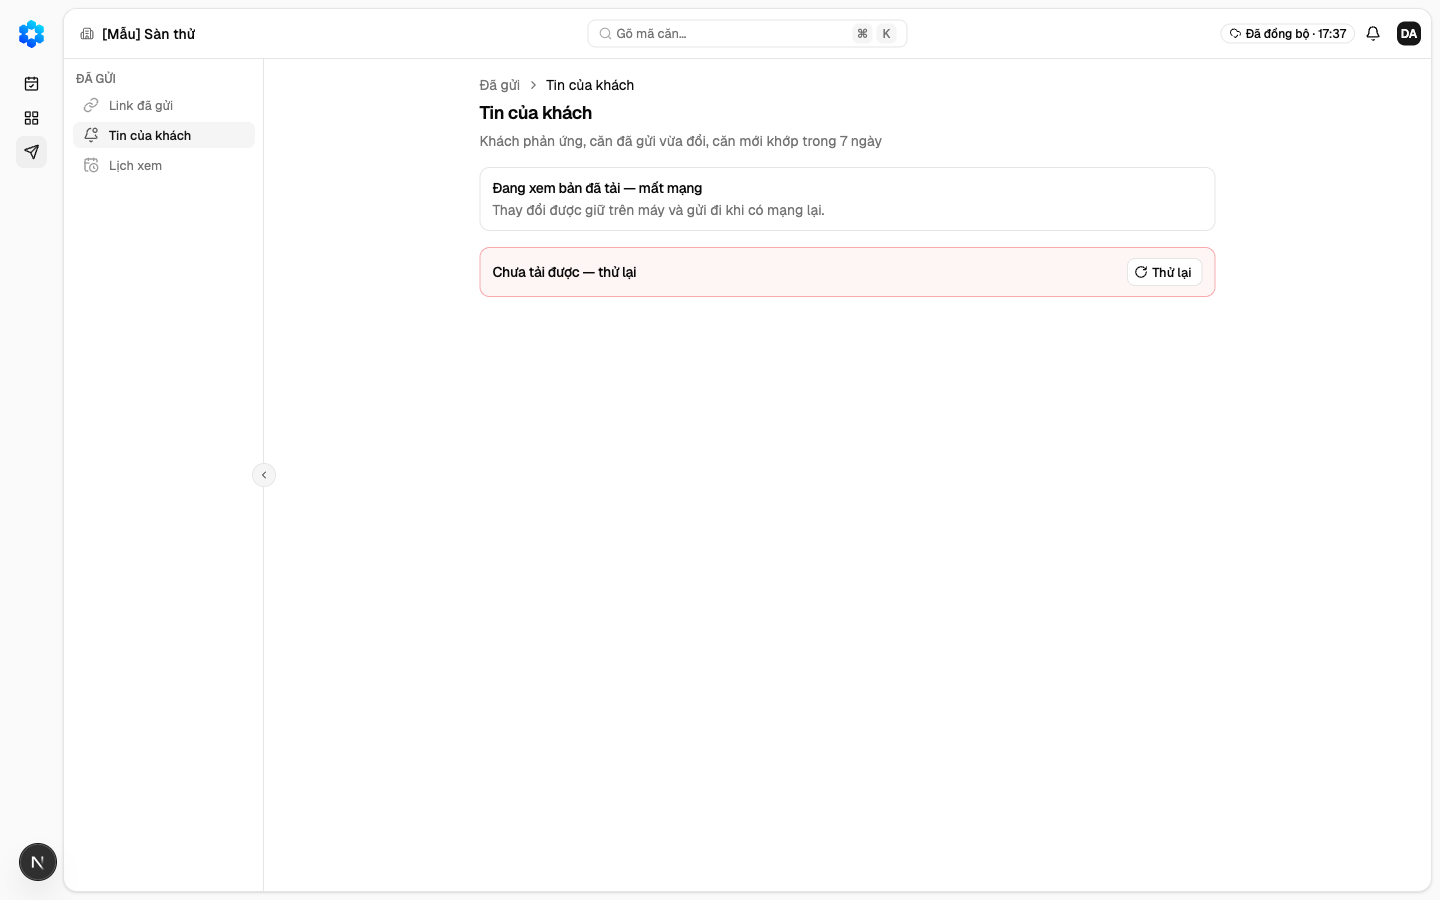 [Mẫu] Sàn thử
Gõ mã căn...
⌘ K
Đã đồng bộ · 17:37
DA
ĐÃ GỬI
Link đã gửi
Tin của khách
Lịch xem
Đã gửi > Tin của khách
Tin của khách
Khách phản ứng, căn đã gửi vừa đổi, căn mới khớp trong 7 ngày
Đang xem bản đã tải — mất mạng
Thay đổi được giữ trên máy và gửi đi khi có mạng lại.
Chưa tải được — thử lại
Thử lại
N